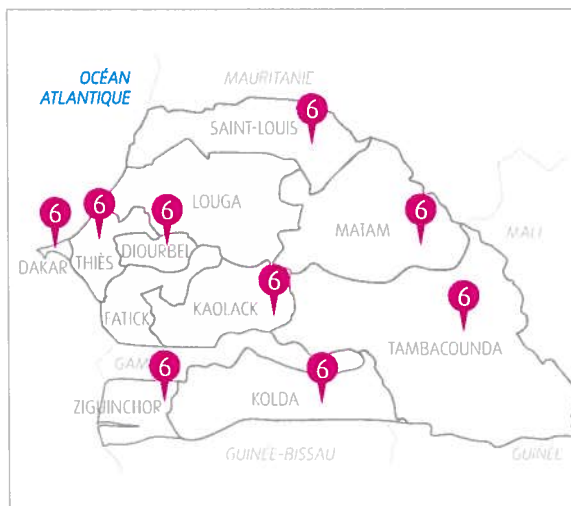 OCÉAN
ATLANTIQUE
MAURITANIE
6
SAINT-LOUIS
LOUGA
6
6
6
6
MATAM
MALI
DAKAR
THIÈS
DIOURBEL
6
KAOLACK
6
FATICK
TAMBACOUNDA
GAM
6
6
ZIGUINCHOR
KOLDA
GUINÉE-BISSAU
GUINÉE